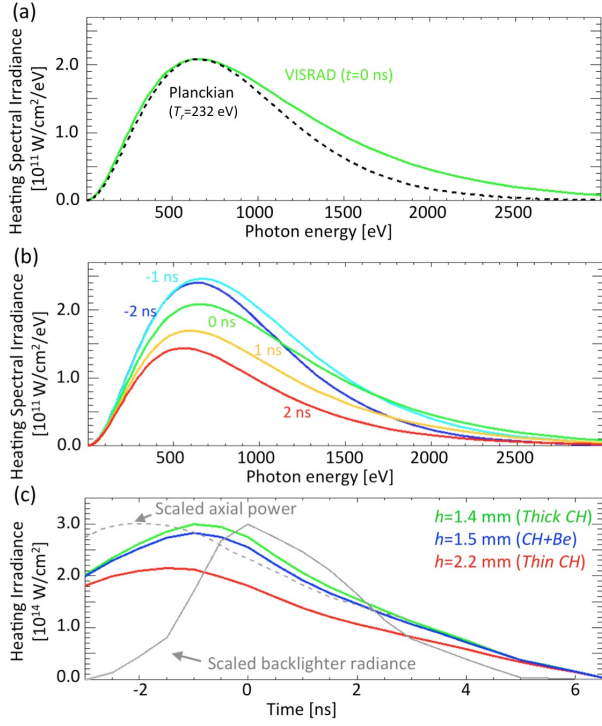 (a)
Heating Spectral Irradiance
[10¹¹ W/cm²/eV]
2.0
1.0
0.0
VISRAD (t=0 ns)
Planckian
(Tᵣ=232 eV)
500 1000 1500 2000 2500
Photon energy [eV]
(b)
Heating Spectral Irradiance
[10¹¹ W/cm²/eV]
2.0
1.0
0.0
-1 ns
-2 ns
0 ns
1 ns
2 ns
500 1000 1500 2000 2500
Photon energy [eV]
(c)
Heating Irradiance
[10¹⁴ W/cm²]
3.0
2.0
1.0
0.0
Scaled axial power
h=1.4 mm (Thick CH)
h=1.5 mm (CH+Be)
h=2.2 mm (Thin CH)
Scaled backlighter radiance
-2 0 2 4 6
Time [ns]